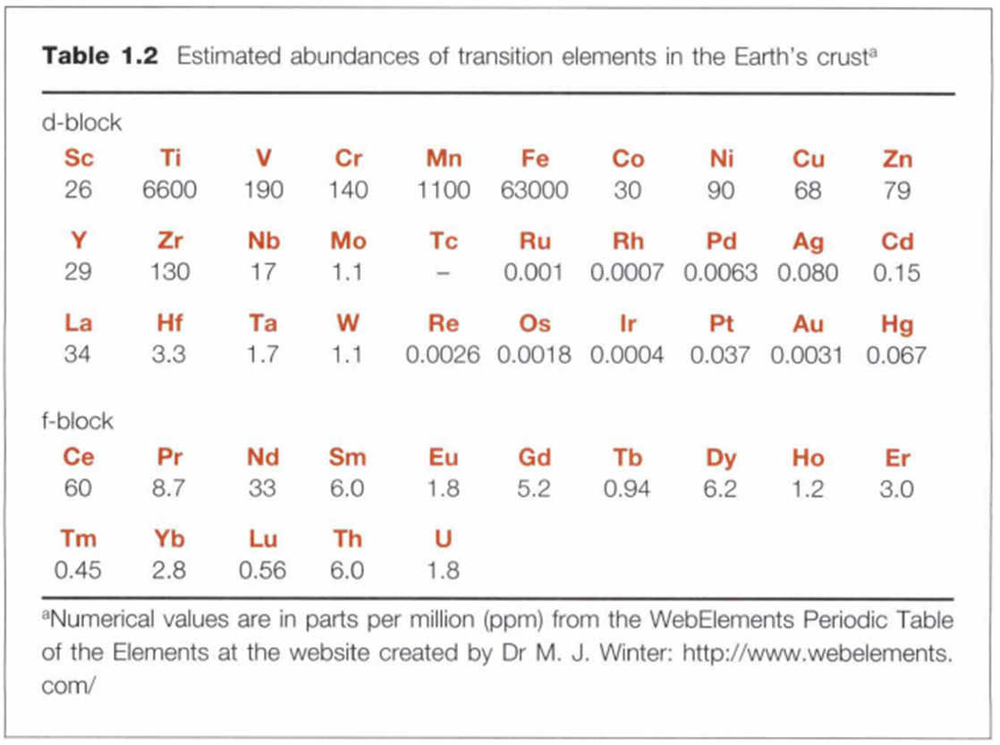 Table 1.2 Estimated abundances of transition elements in the Earth's crustᵃ
d-block
Sc Ti V Cr Mn Fe Co Ni Cu Zn
26 6600 190 140 1100 63000 30 90 68 79
Y Zr Nb Mo Tc Ru Rh Pd Ag Cd
29 130 17 1.1 – 0.001 0.0007 0.0063 0.080 0.15
La Hf Ta W Re Os Ir Pt Au Hg
34 3.3 1.7 1.1 0.0026 0.0018 0.0004 0.037 0.0031 0.067
f-block
Ce Pr Nd Sm Eu Gd Tb Dy Ho Er
60 8.7 33 6.0 1.8 5.2 0.94 6.2 1.2 3.0
Tm Yb Lu Th U
0.45 2.8 0.56 6.0 1.8
ᵃNumerical values are in parts per million (ppm) from the WebElements Periodic Table
of the Elements at the website created by Dr M. J. Winter: http://www.webelements.
com/